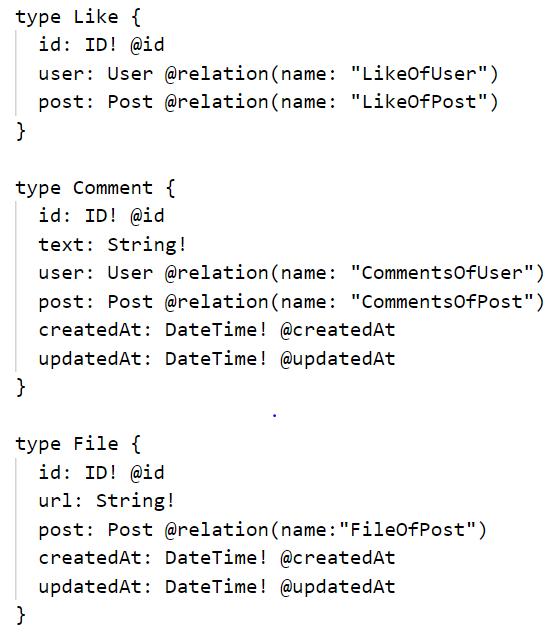 type Like {
  id: ID! @id
  user: User @relation(name: "LikeOfUser")
  post: Post @relation(name: "LikeOfPost")
}

type Comment {
  id: ID! @id
  text: String!
  user: User @relation(name: "CommentsOfUser")
  post: Post @relation(name: "CommentsOfPost")
  createdAt: DateTime! @createdAt
  updatedAt: DateTime! @updatedAt
}

type File {
  id: ID! @id
  url: String!
  post: Post @relation(name:"FileOfPost")
  createdAt: DateTime! @createdAt
  updatedAt: DateTime! @updatedAt
}